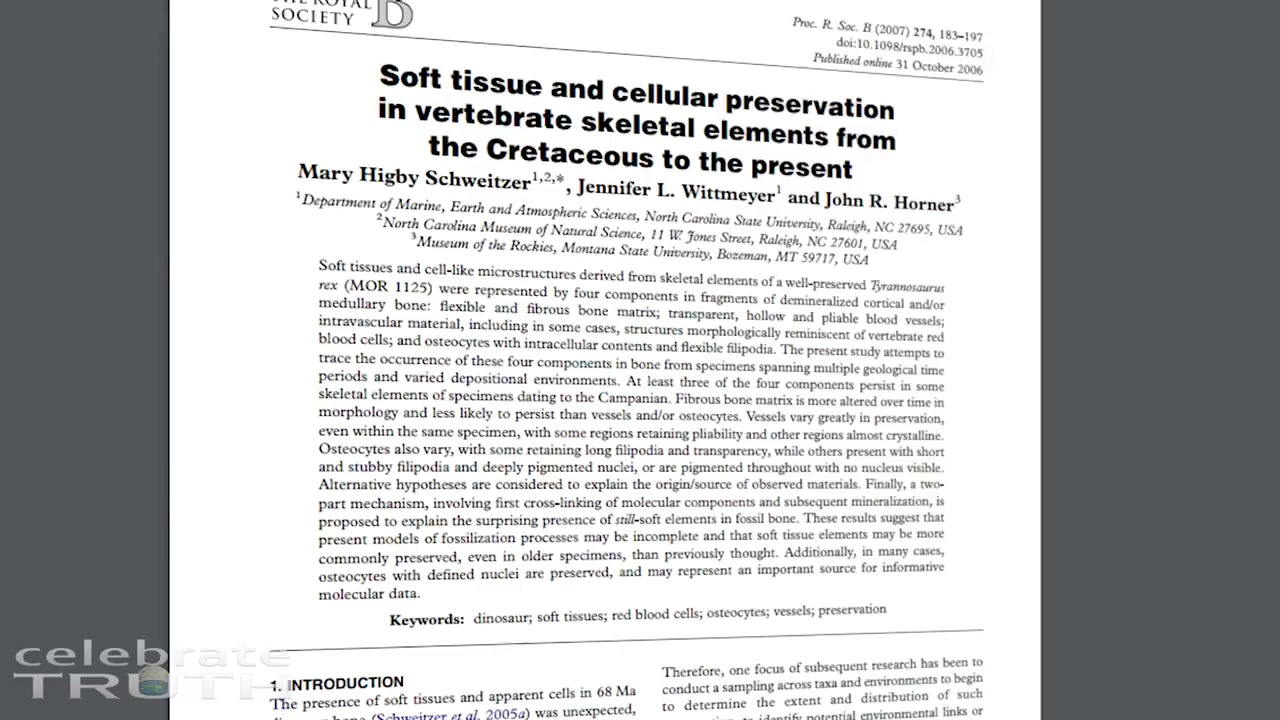 SOCIETY
Proc. R. Soc. B (2007) 274, 183–197
doi:10.1098/rspb.2006.3705
Published online 31 October 2006
Soft tissue and cellular preservation
in vertebrate skeletal elements from
the Cretaceous to the present
Mary Higby Schweitzer1,2,*, Jennifer L. Wittmeyer1 and John R. Horner3
1Department of Marine, Earth and Atmospheric Sciences, North Carolina State University, Raleigh, NC 27695, USA
2North Carolina Museum of Natural Science, 11 W. Jones Street, Raleigh, NC 27601, USA
3Museum of the Rockies, Montana State University, Bozeman, MT 59717, USA
Soft tissues and cell-like microstructures derived from skeletal elements of a well-preserved Tyrannosaurus
rex (MOR 1125) were represented by four components in fragments of demineralized cortical and/or
medullary bone: flexible and fibrous bone matrix; transparent, hollow and pliable blood vessels;
intravascular material, including in some cases, structures morphologically reminiscent of vertebrate red
blood cells; and osteocytes with intracellular contents and flexible filipodia. The present study attempts to
trace the occurrence of these four components in bone from specimens spanning multiple geological time
periods and varied depositional environments. At least three of the four components persist in some
skeletal elements of specimens dating to the Campanian. Fibrous bone matrix is more altered over time in
morphology and less likely to persist than vessels and/or osteocytes. Vessels vary greatly in preservation,
even within the same specimen, with some regions retaining pliability and other regions almost crystalline.
Osteocytes also vary, with some retaining long filipodia and transparency, while others present with short
and stubby filipodia and deeply pigmented nuclei, or are pigmented throughout with no nucleus visible.
Alternative hypotheses are considered to explain the origin/source of observed materials. Finally, a two-
part mechanism, involving first cross-linking of molecular components and subsequent mineralization, is
proposed to explain the surprising presence of still-soft elements in fossil bone. These results suggest that
present models of fossilization processes may be incomplete and that soft tissue elements may be more
commonly preserved, even in older specimens, than previously thought. Additionally, in many cases,
osteocytes with defined nuclei are preserved, and may represent an important source for informative
molecular data.
Keywords: dinosaur; soft tissues; red blood cells; osteocytes; vessels; preservation
1. INTRODUCTION
The presence of soft tissues and apparent cells in 68 Ma
(Schweitzer et al. 2005a) was unexpected,
Therefore, one focus of subsequent research has been to
conduct a sampling across taxa and environments to begin
to determine the extent and distribution of such
to identify potential environmental links or
celebrate
TRUTH